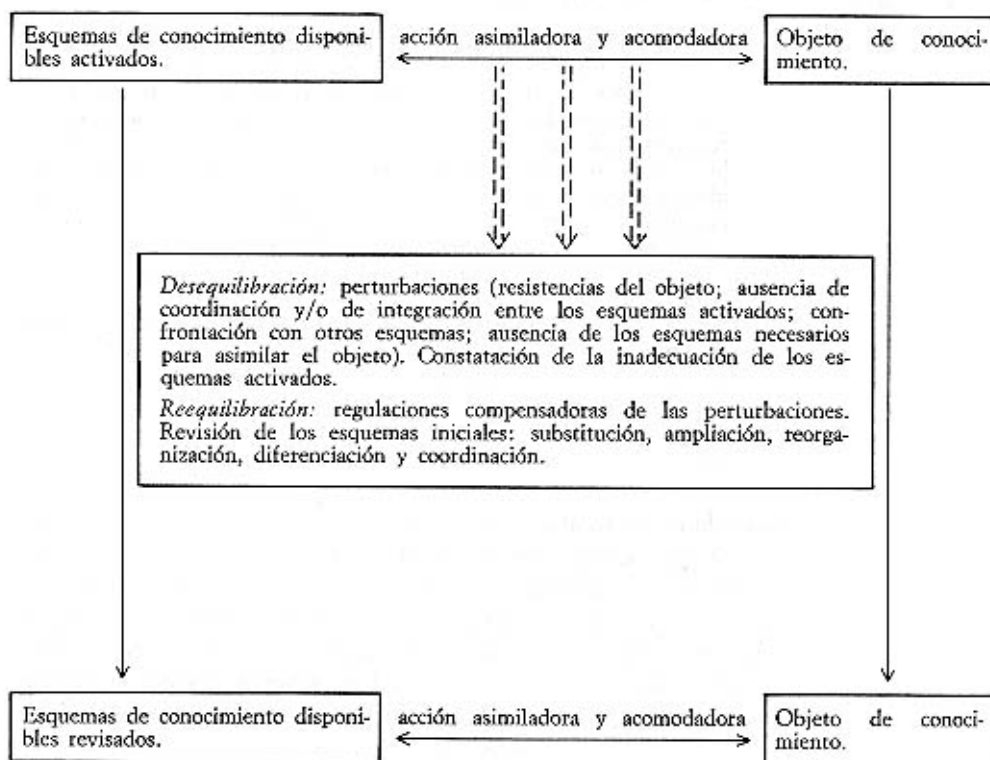 Esquemas de conocimiento disponi-
bles activados.
acción asimiladora y acomodadora
Objeto de conoci-
miento.
Desequilibración: perturbaciones (resistencias del objeto; ausencia de
coordinación y/o de integración entre los esquemas activados; con-
frontación con otros esquemas; ausencia de los esquemas necesarios
para asimilar el objeto). Constatación de la inadecuación de los es-
quemas activados.
Reequilibración: regulaciones compensadoras de las perturbaciones.
Revisión de los esquemas iniciales: substitución, ampliación, reorga-
nización, diferenciación y coordinación.
Esquemas de conocimiento disponi-
bles revisados.
acción asimiladora y acomodadora
Objeto de conoci-
miento.